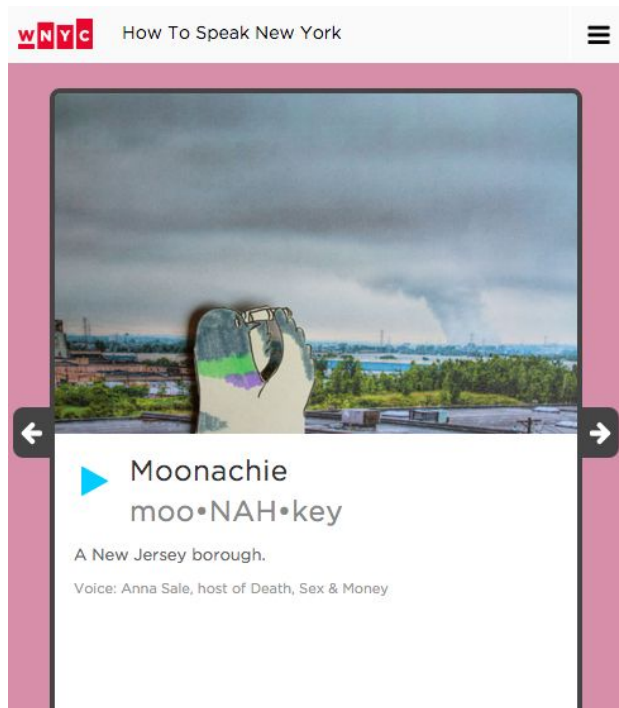 WNYC How To Speak New York
Moonachie
moo•NAH•key
A New Jersey borough.
Voice: Anna Sale, host of Death, Sex & Money